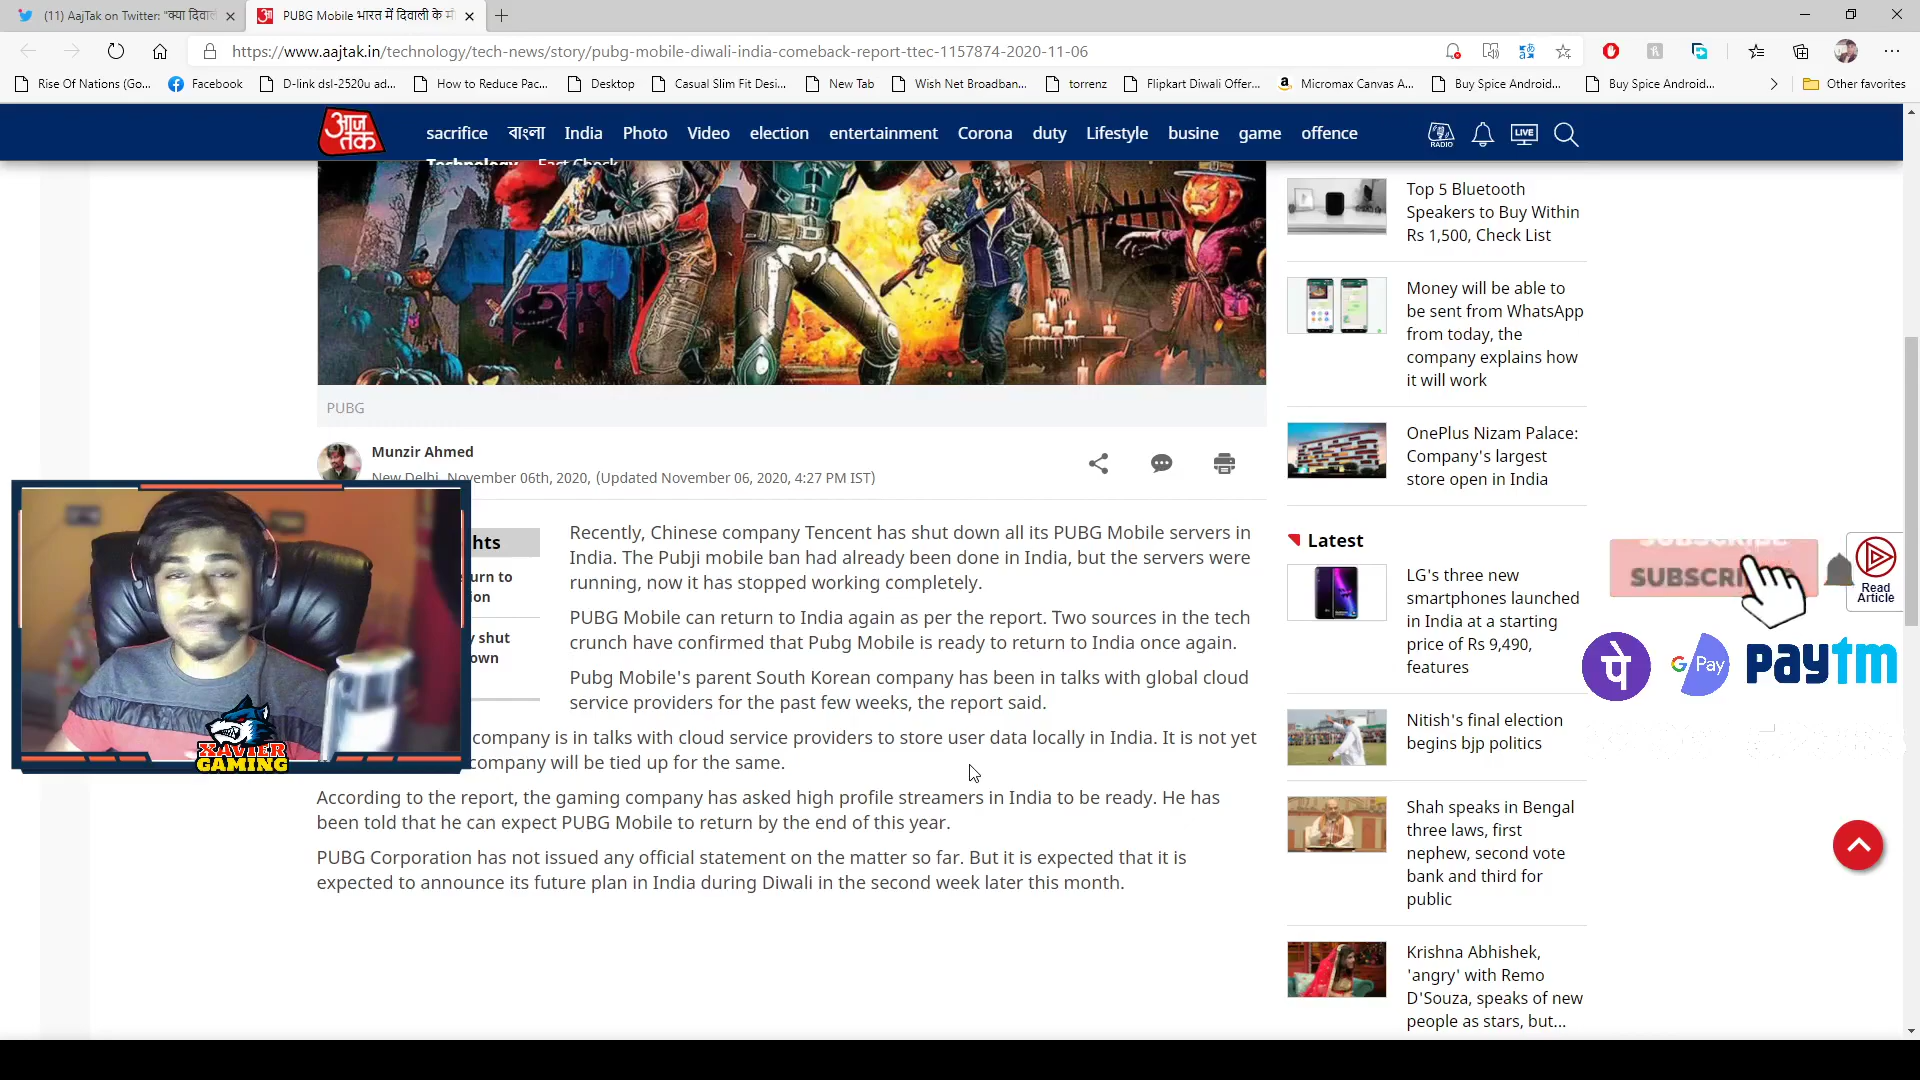 (11) AajTak on Twitter: "क्या दिवाल
PUBG Mobile भारत में दिवाली के मौ
https://www.aajtak.in/technology/tech-news/story/pubg-mobile-diwali-india-comeback-report-ttec-1157874-2020-11-06
Rise Of Nations (Go...
Facebook
D-link dsl-2520u ad...
How to Reduce Pac...
Desktop
Casual Slim Fit Desi...
New Tab
Wish Net Broadban...
torrenz
Flipkart Diwali Offer...
Micromax Canvas A...
Buy Spice Android...
Buy Spice Android...
Other favorites
आज तक
sacrifice
বাংলা
India
Photo
Video
election
entertainment
Corona
duty
Lifestyle
busine
game
offence
RADIO
LIVE
Technology
Fact Check
PUBG
Munzir Ahmed
New Delhi, November 06th, 2020, (Updated November 06, 2020, 4:27 PM IST)
hts
urn to
ion
y shut
own
Recently, Chinese company Tencent has shut down all its PUBG Mobile servers in
India. The Pubji mobile ban had already been done in India, but the servers were
running, now it has stopped working completely.
PUBG Mobile can return to India again as per the report. Two sources in the tech
crunch have confirmed that Pubg Mobile is ready to return to India once again.
Pubg Mobile's parent South Korean company has been in talks with global cloud
service providers for the past few weeks, the report said.
company is in talks with cloud service providers to store user data locally in India. It is not yet
company will be tied up for the same.
According to the report, the gaming company has asked high profile streamers in India to be ready. He has
been told that he can expect PUBG Mobile to return by the end of this year.
PUBG Corporation has not issued any official statement on the matter so far. But it is expected that it is
expected to announce its future plan in India during Diwali in the second week later this month.
XAVIER
GAMING
Top 5 Bluetooth
Speakers to Buy Within
Rs 1,500, Check List
Money will be able to
be sent from WhatsApp
from today, the
company explains how
it will work
OnePlus Nizam Palace:
Company's largest
store open in India
Latest
LG's three new
smartphones launched
in India at a starting
price of Rs 9,490,
features
Nitish's final election
begins bjp politics
Shah speaks in Bengal
three laws, first
nephew, second vote
bank and third for
public
Krishna Abhishek,
'angry' with Remo
D'Souza, speaks of new
people as stars, but...
SUBSCRIBE
SUBSCRI
Read
Article
पे
G Pay
paytm